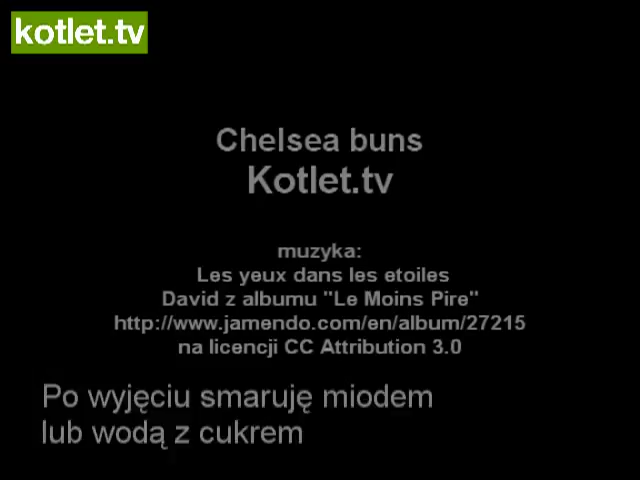 kotlet.tv
Chelsea buns
Kotlet.tv
muzyka:
Les yeux dans les etoiles
David z albumu "Le Moins Pire"
http://www.jamendo.com/en/album/27215
na licencji CC Attribution 3.0
Po wyjęciu smaruję miodem
lub wodą z cukrem